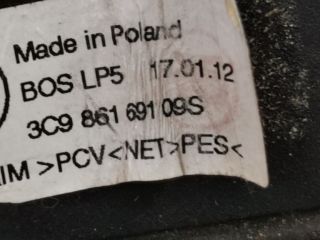 Made in Poland
BOS LP5 17.01.12
3C9 861 691 09S
IM >PCV<NET>PES<